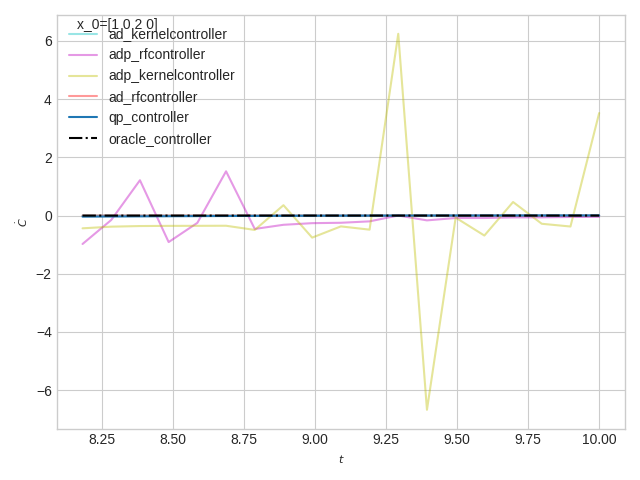 x_0=[1 0 2 0]
ad_kernelcontroller
adp_rfcontroller
adp_kernelcontroller
ad_rfcontroller
qp_controller
oracle_controller
6
4
2
0
−2
−4
−6
Ċ
8.25 8.50 8.75 9.00 9.25 9.50 9.75 10.00
t